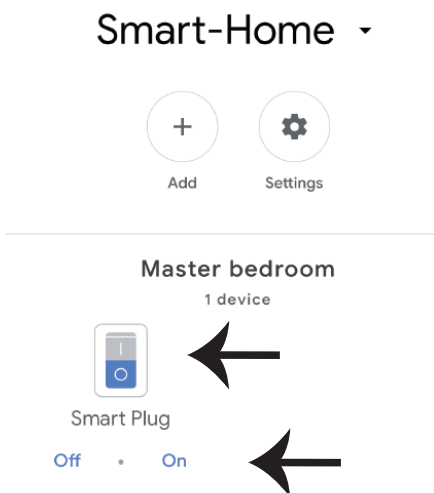 Smart-Home
Add Settings
Master bedroom
1 device
Smart Plug
Off • On